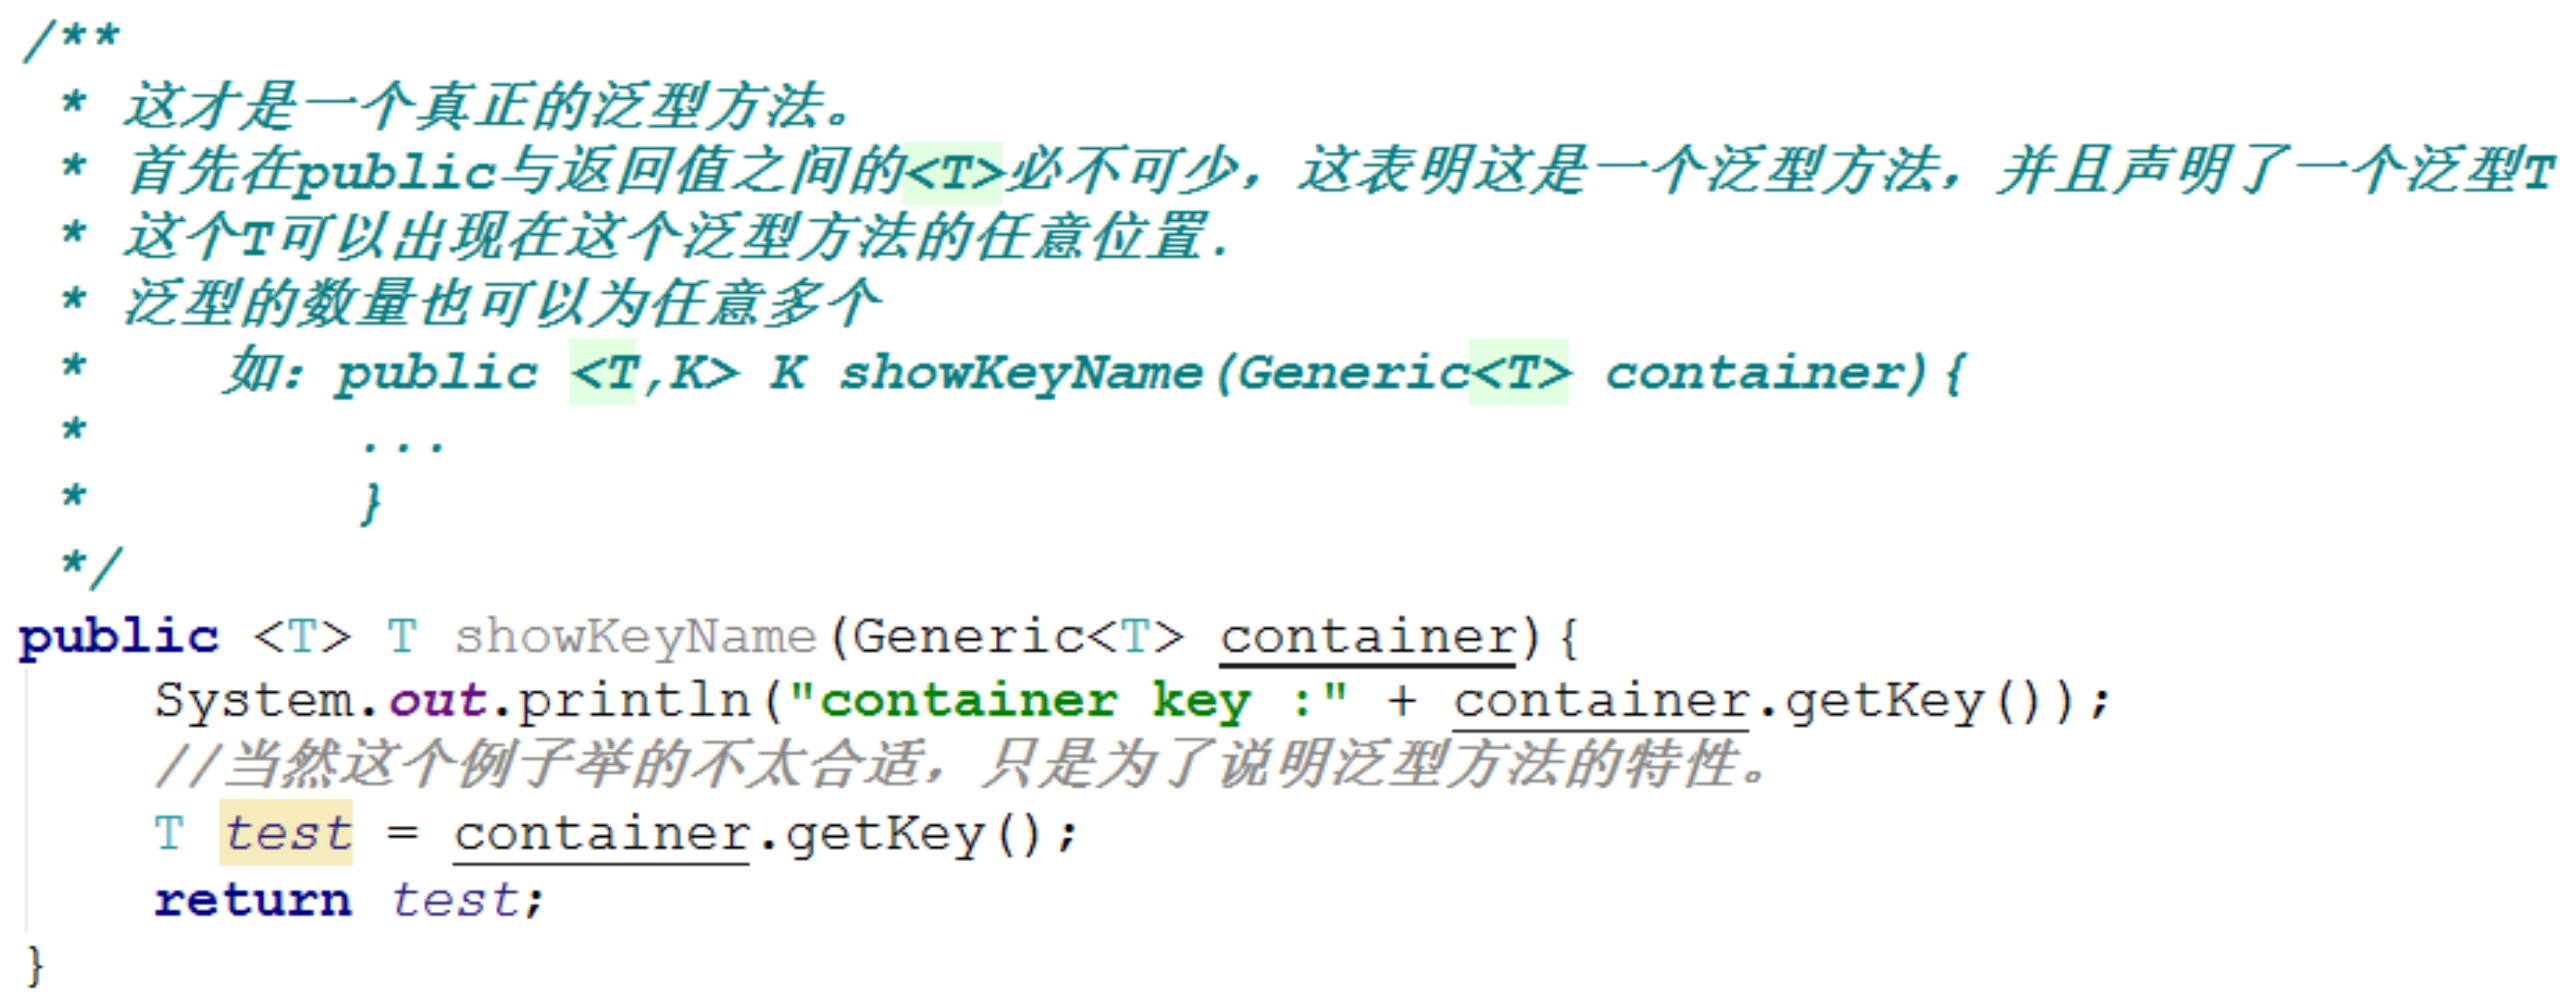 /**
 * 这才是一个真正的泛型方法。
 * 首先在public与返回值之间的<T>必不可少，这表明这是一个泛型方法，并且声明了一个泛型T
 * 这个T可以出现在这个泛型方法的任意位置.
 * 泛型的数量也可以为任意多个
 *    如：public <T,K> K showKeyName(Generic<T> container){
 *        ...
 *        }
 */
public <T> T showKeyName(Generic<T> container){
    System.out.println("container key :" + container.getKey());
    //当然这个例子举的不太合适，只是为了说明泛型方法的特性。
    T test = container.getKey();
    return test;
}